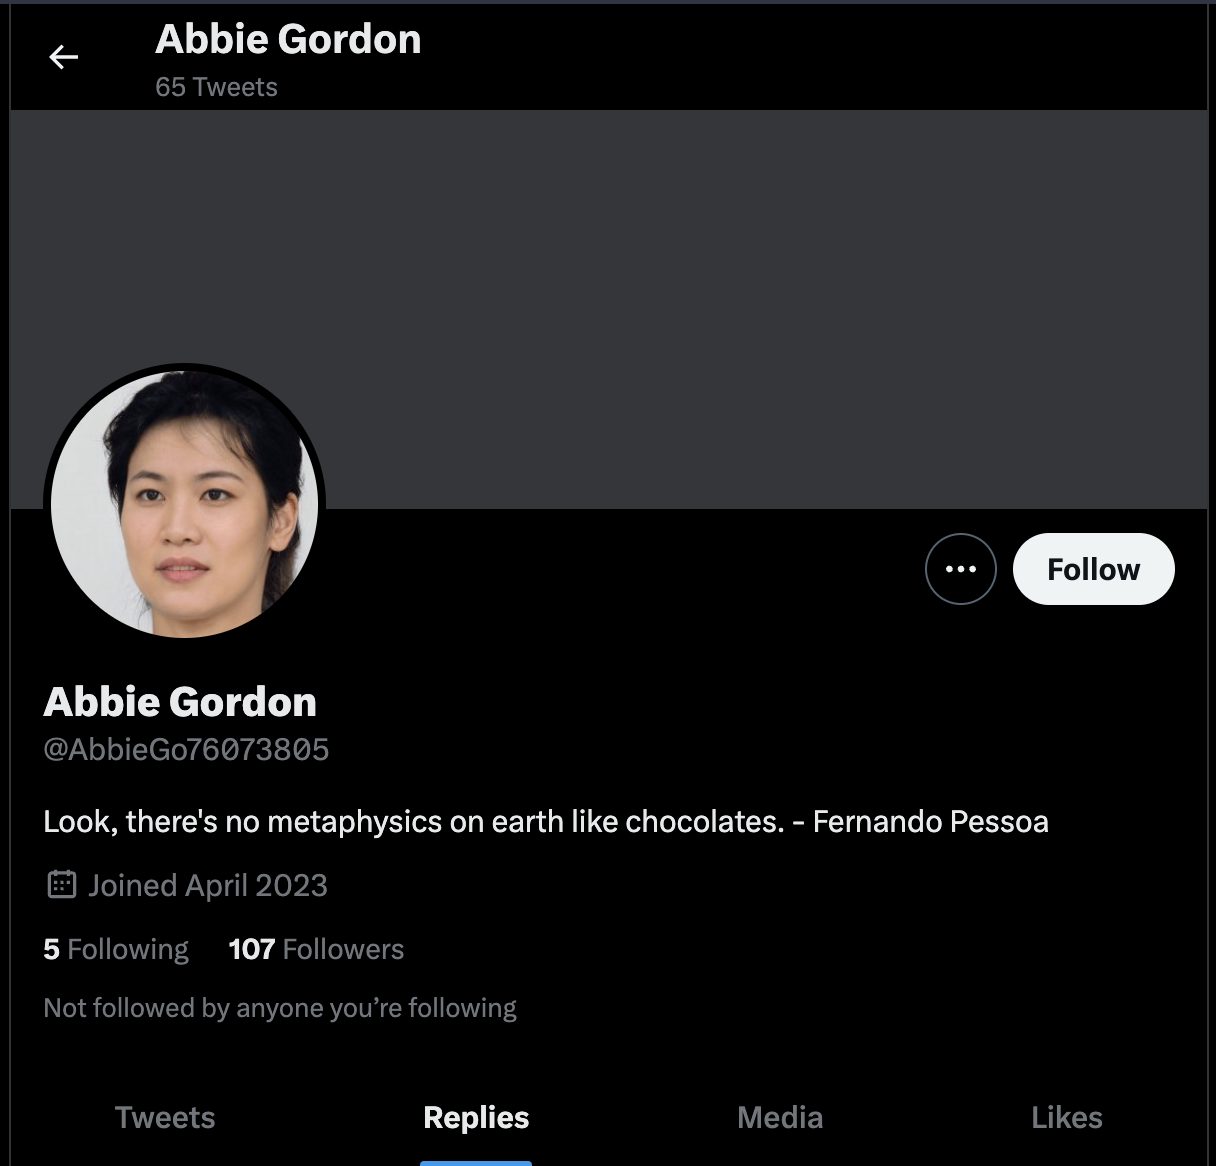 Abbie Gordon
65 Tweets
Follow
Abbie Gordon
@AbbieGo76073805
Look, there's no metaphysics on earth like chocolates. - Fernando Pessoa
Joined April 2023
5 Following 107 Followers
Not followed by anyone you’re following
Tweets Replies Media Likes